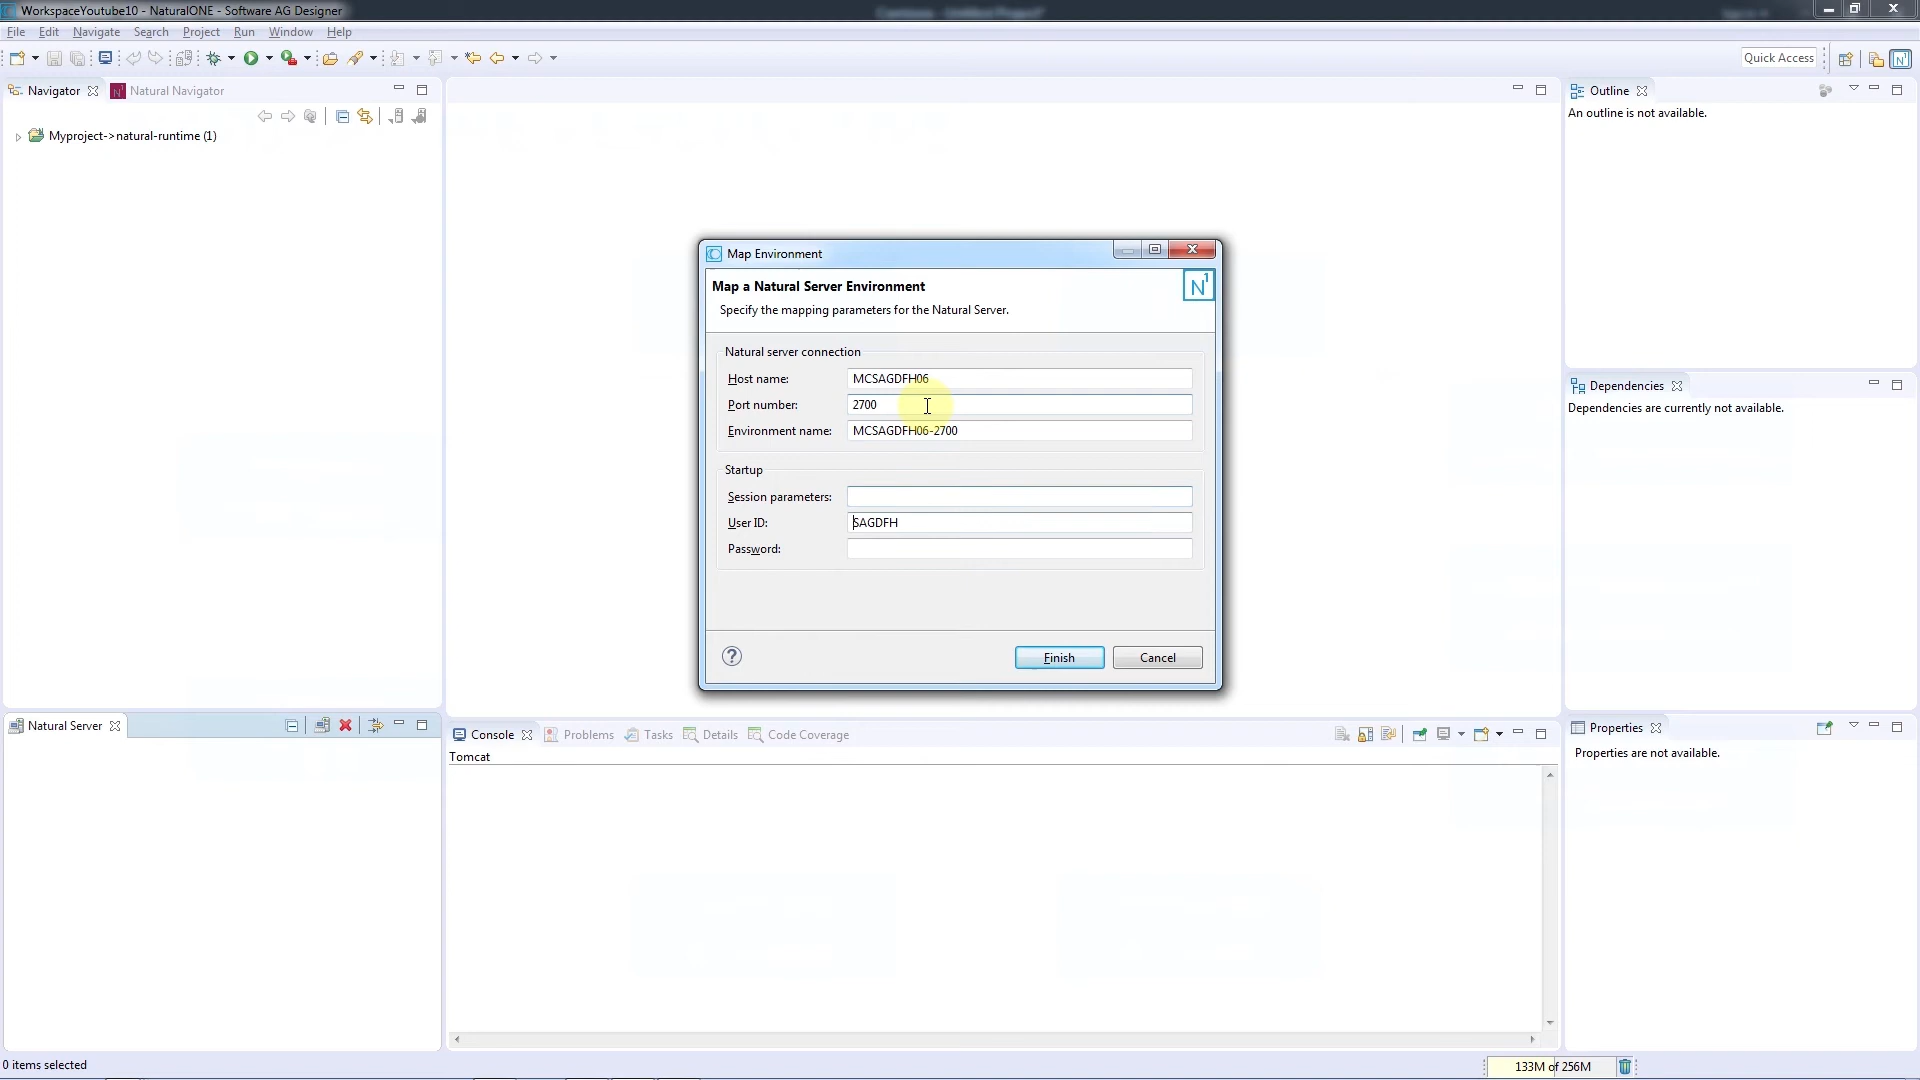 WorkspaceYoutube10 - NaturalONE - Software AG Designer
File Edit Navigate Search Project Run Window Help
Quick Access
Navigator Natural Navigator
Myproject->natural-runtime (1)
Outline
An outline is not available.
Map Environment
Map a Natural Server Environment
Specify the mapping parameters for the Natural Server.
Natural server connection
Host name: MCSAGDFH06
Port number: 2700
Environment name: MCSAGDFH06-2700
Startup
Session parameters:
User ID: SAGDFH
Password:
Finish Cancel
Dependencies
Dependencies are currently not available.
Natural Server
Console Problems Tasks Details Code Coverage
Tomcat
Properties
Properties are not available.
0 items selected
133M of 256M